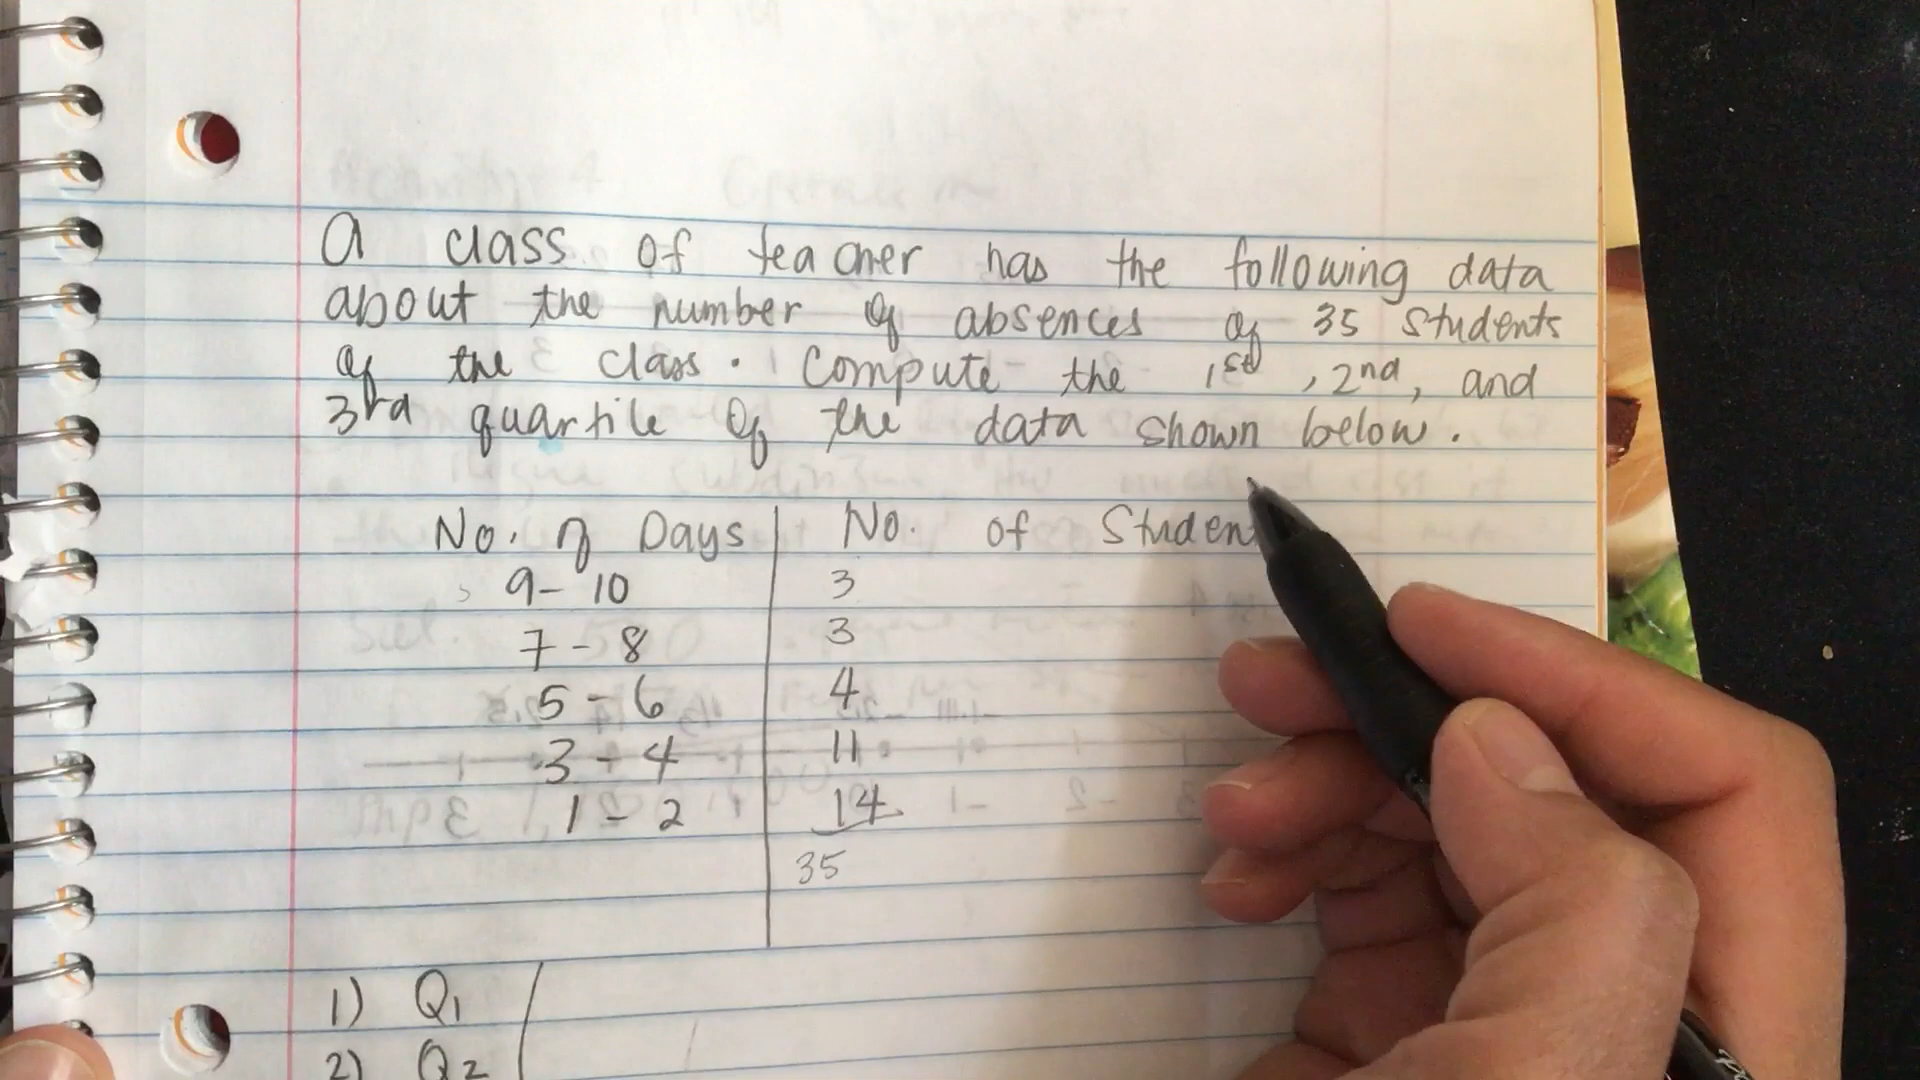 A class of teacher has the following data
about the number of absences of 35 students
of the class. Compute the 1st, 2nd, and
3rd quartile of the data shown below.
No. of Days No. of Studen
9-10 3
7-8 3
5-6 4
3-4 11
1-2 14
35
1) Q1
2) Q2